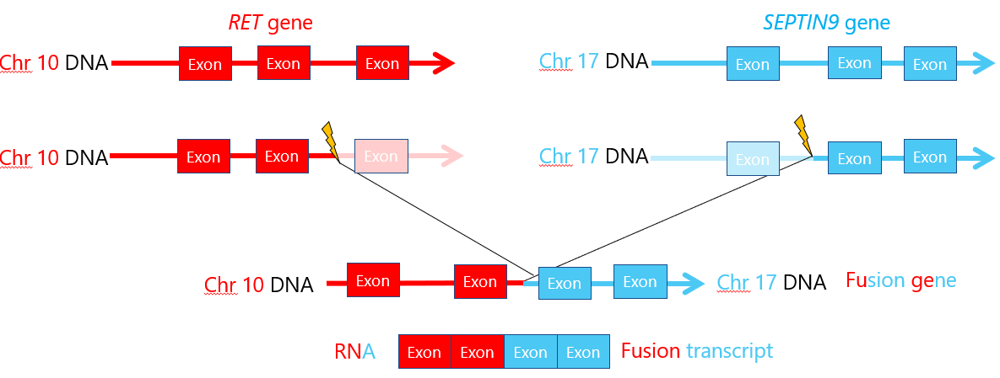 RET gene
SEPTIN9 gene
Chr 10 DNA Exon Exon Exon
Chr 17 DNA Exon Exon Exon
Chr 10 DNA Exon Exon Exon
Chr 17 DNA Exon Exon Exon
Chr 10 DNA Exon Exon Exon Exon Chr 17 DNA Fusion gene
RNA Exon Exon Exon Exon Fusion transcript